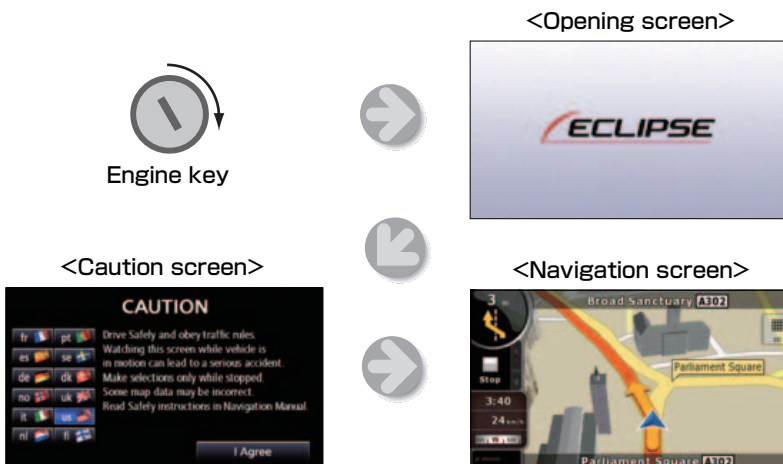 <Opening screen>
ECLIPSE
Engine key
<Caution screen>
CAUTION
fr pt
es se
de dk
no uk
it us
nl fi
Drive Safely and obey traffic rules.
Watching this screen while vehicle is
in motion can lead to a serious accident.
Make selections only while stopped.
Some map data may be incorrect.
Read Safely instructions in Navigation Manual.
I Agree
<Navigation screen>
3
Broad Sanctuary A302
Parliament Square
Stop
3:40
24
Parliament Square A302